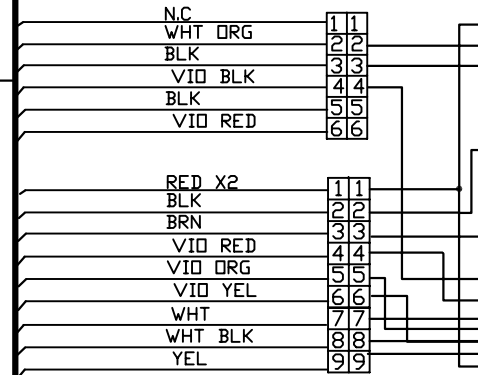 N.C 1 1
WHT ORG 2 2
BLK 3 3
VIO BLK 4 4
BLK 5 5
VIO RED 6 6
RED X2 1 1
BLK 2 2
BRN 3 3
VIO RED 4 4
VIO ORG 5 5
VIO YEL 6 6
WHT 7 7
WHT BLK 8 8
YEL 9 9